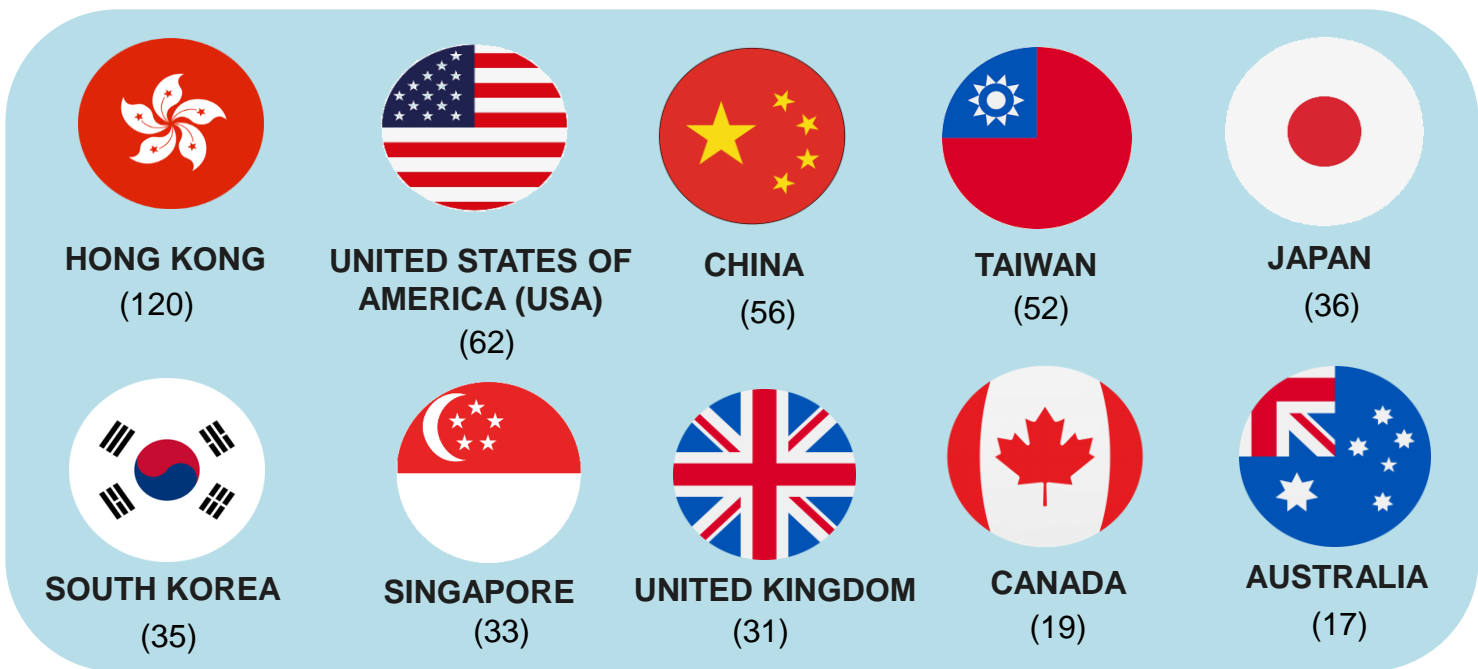 HONG KONG
(120)
UNITED STATES OF
AMERICA (USA)
(62)
CHINA
(56)
TAIWAN
(52)
JAPAN
(36)
SOUTH KOREA
(35)
SINGAPORE
(33)
UNITED KINGDOM
(31)
CANADA
(19)
AUSTRALIA
(17)